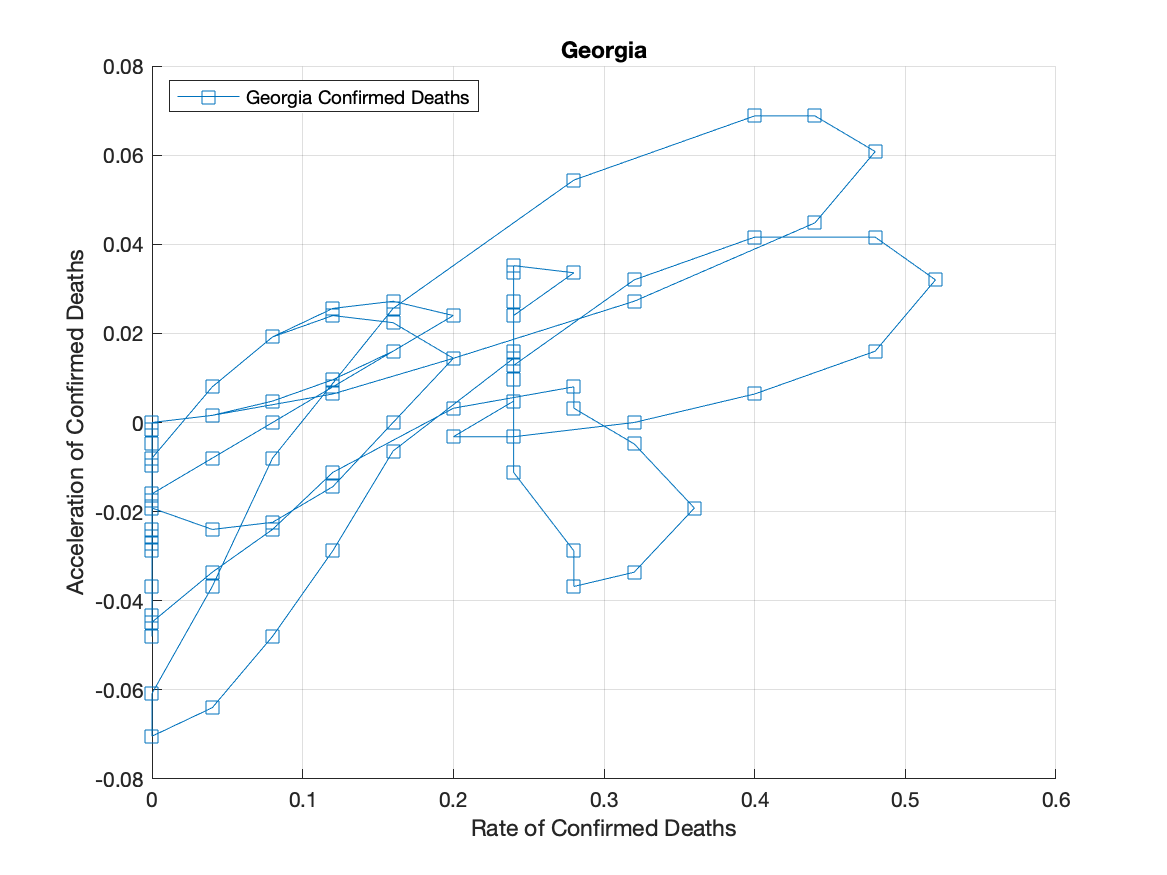 Georgia
Georgia Confirmed Deaths
0.08
0.06
0.04
0.02
0
-0.02
-0.04
-0.06
-0.08
Acceleration of Confirmed Deaths
0 0.1 0.2 0.3 0.4 0.5 0.6
Rate of Confirmed Deaths